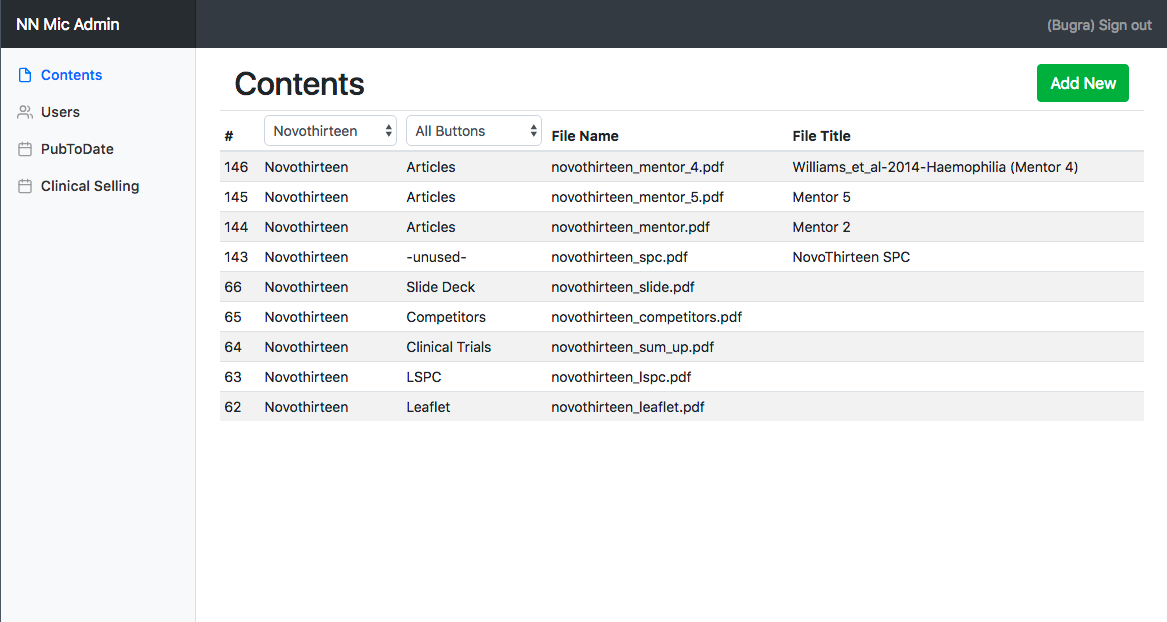 NN Mic Admin (Bugra) Sign out
Contents
Users
PubToDate
Clinical Selling
Contents Add New
# Novothirteen All Buttons File Name File Title
146 Novothirteen Articles novothirteen_mentor_4.pdf Williams_et_al-2014-Haemophilia (Mentor 4)
145 Novothirteen Articles novothirteen_mentor_5.pdf Mentor 5
144 Novothirteen Articles novothirteen_mentor.pdf Mentor 2
143 Novothirteen -unused- novothirteen_spc.pdf NovoThirteen SPC
66 Novothirteen Slide Deck novothirteen_slide.pdf
65 Novothirteen Competitors novothirteen_competitors.pdf
64 Novothirteen Clinical Trials novothirteen_sum_up.pdf
63 Novothirteen LSPC novothirteen_lspc.pdf
62 Novothirteen Leaflet novothirteen_leaflet.pdf